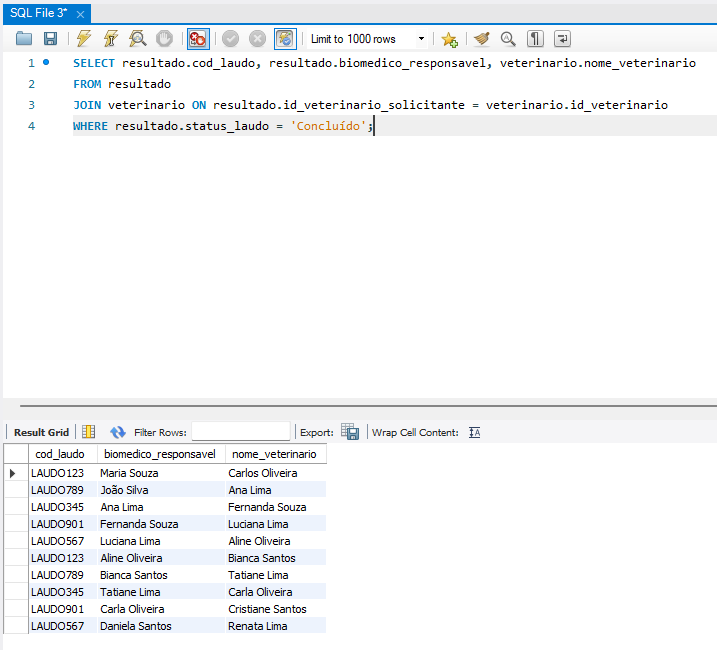 SQL File 3*
Limit to 1000 rows
1 SELECT resultado.cod_laudo, resultado.biomedico_responsavel, veterinario.nome_veterinario
2 FROM resultado
3 JOIN veterinario ON resultado.id_veterinario_solicitante = veterinario.id_veterinario
4 WHERE resultado.status_laudo = 'Concluído';
Result Grid Filter Rows: Export: Wrap Cell Content:
cod_laudo biomedico_responsavel nome_veterinario
LAUDO123 Maria Souza Carlos Oliveira
LAUDO789 João Silva Ana Lima
LAUDO345 Ana Lima Fernanda Souza
LAUDO901 Fernanda Souza Luciana Lima
LAUDO567 Luciana Lima Aline Oliveira
LAUDO123 Aline Oliveira Bianca Santos
LAUDO789 Bianca Santos Tatiane Lima
LAUDO345 Tatiane Lima Carla Oliveira
LAUDO901 Carla Oliveira Cristiane Santos
LAUDO567 Daniela Santos Renata Lima